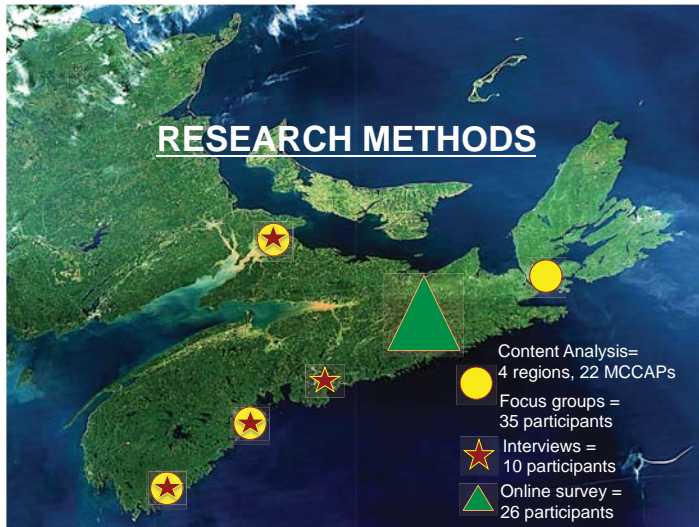 RESEARCH METHODS
Content Analysis=
4 regions, 22 MCCAPs
Focus groups =
35 participants
Interviews =
10 participants
Online survey =
26 participants